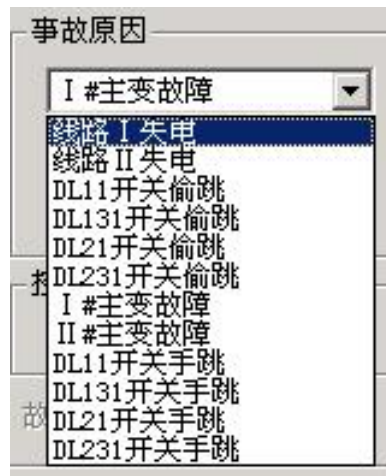 事故原因
I #主变故障
线路 I 失电
线路 II 失电
DL11开关偷跳
DL131开关偷跳
DL21开关偷跳
DL231开关偷跳
I #主变故障
II #主变故障
DL11开关手跳
DL131开关手跳
DL21开关手跳
DL231开关手跳
故